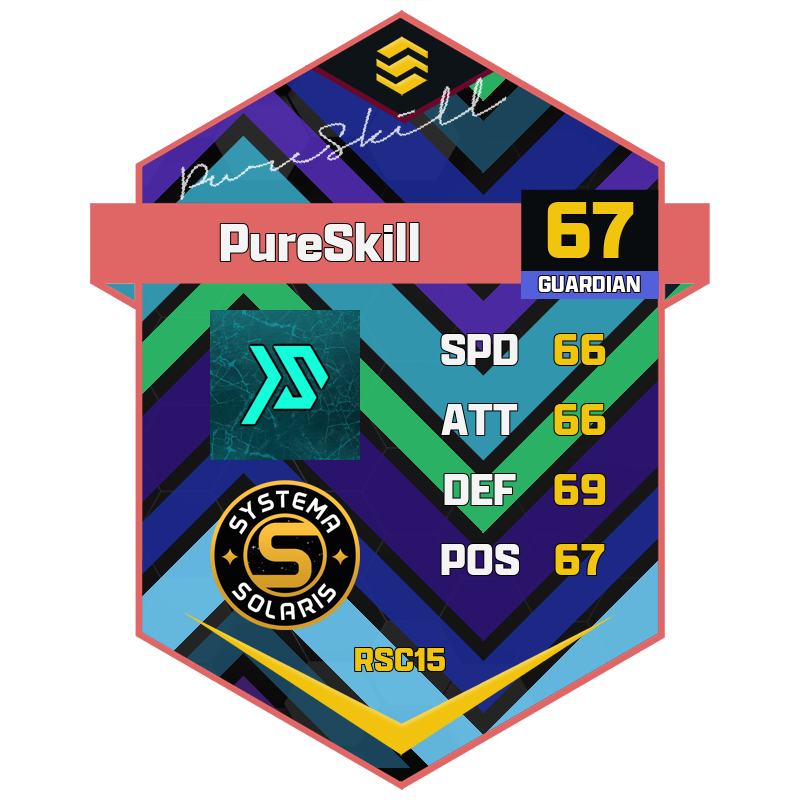 PureSkill
PureSkill
67
GUARDIAN
SPD 66
ATT 66
DEF 69
POS 67
SYSTEMA
S
SOLARIS
RSC15